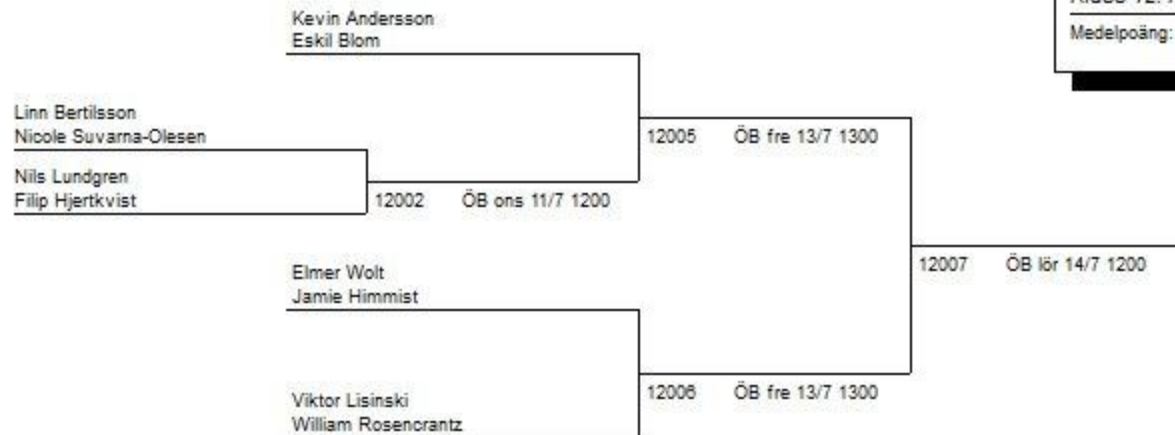 Kevin Andersson
Eskil Blom
Medelpoäng:
Linn Bertilsson
Nicole Suvarna-Olesen
12005 ÖB fre 13/7 1300
Nils Lundgren
Filip Hjertkvist
12002 ÖB ons 11/7 1200
Elmer Wolt
Jamie Himmist
12007 ÖB lör 14/7 1200
Viktor Lisinski
William Rosencrantz
12006 ÖB fre 13/7 1300